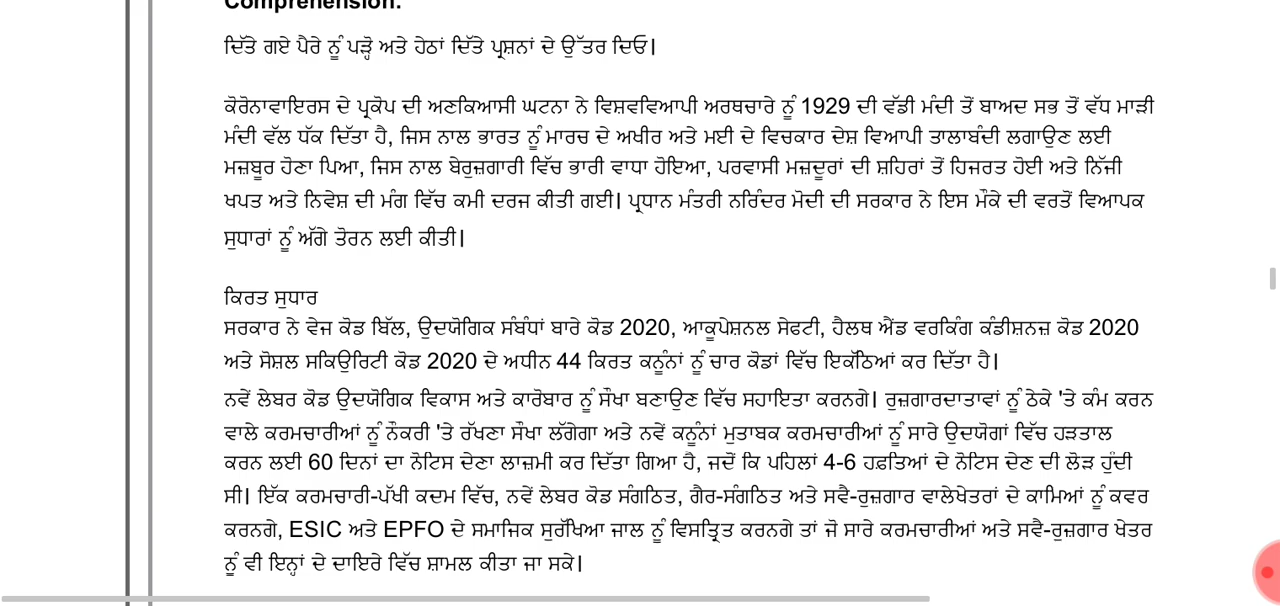 Comprehension:
ਦਿੱਤੇ ਗਏ ਪੈਰੇ ਨੂੰ ਪੜ੍ਹੋ ਅਤੇ ਹੇਠਾਂ ਦਿੱਤੇ ਪ੍ਰਸ਼ਨਾਂ ਦੇ ਉੱਤਰ ਦਿਓ।
ਕੋਰੋਨਾਵਾਇਰਸ ਦੇ ਪ੍ਰਕੋਪ ਦੀ ਅਣਕਿਆਸੀ ਘਟਨਾ ਨੇ ਵਿਸ਼ਵਵਿਆਪੀ ਅਰਥਚਾਰੇ ਨੂੰ 1929 ਦੀ ਵੱਡੀ ਮੰਦੀ ਤੋਂ ਬਾਅਦ ਸਭ ਤੋਂ ਵੱਧ ਮਾੜੀ
ਮੰਦੀ ਵੱਲ ਧੱਕ ਦਿੱਤਾ ਹੈ, ਜਿਸ ਨਾਲ ਭਾਰਤ ਨੂੰ ਮਾਰਚ ਦੇ ਅਖੀਰ ਅਤੇ ਮਈ ਦੇ ਵਿਚਕਾਰ ਦੇਸ਼ ਵਿਆਪੀ ਤਾਲਾਬੰਦੀ ਲਗਾਉਣ ਲਈ
ਮਜ਼ਬੂਰ ਹੋਣਾ ਪਿਆ, ਜਿਸ ਨਾਲ ਬੇਰੁਜ਼ਗਾਰੀ ਵਿੱਚ ਭਾਰੀ ਵਾਧਾ ਹੋਇਆ, ਪਰਵਾਸੀ ਮਜ਼ਦੂਰਾਂ ਦੀ ਸ਼ਹਿਰਾਂ ਤੋਂ ਹਿਜਰਤ ਹੋਈ ਅਤੇ ਨਿੱਜੀ
ਖਪਤ ਅਤੇ ਨਿਵੇਸ਼ ਦੀ ਮੰਗ ਵਿੱਚ ਕਮੀ ਦਰਜ ਕੀਤੀ ਗਈ। ਪ੍ਰਧਾਨ ਮੰਤਰੀ ਨਰਿੰਦਰ ਮੋਦੀ ਦੀ ਸਰਕਾਰ ਨੇ ਇਸ ਮੌਕੇ ਦੀ ਵਰਤੋਂ ਵਿਆਪਕ
ਸੁਧਾਰਾਂ ਨੂੰ ਅੱਗੇ ਤੋਰਨ ਲਈ ਕੀਤੀ।
ਕਿਰਤ ਸੁਧਾਰ
ਸਰਕਾਰ ਨੇ ਵੇਜ ਕੋਡ ਬਿੱਲ, ਉਦਯੋਗਿਕ ਸੰਬੰਧਾਂ ਬਾਰੇ ਕੋਡ 2020, ਆਕੂਪੇਸ਼ਨਲ ਸੇਫਟੀ, ਹੈਲਥ ਐਂਡ ਵਰਕਿੰਗ ਕੰਡੀਸ਼ਨਜ਼ ਕੋਡ 2020
ਅਤੇ ਸੋਸ਼ਲ ਸਕਿਉਰਿਟੀ ਕੋਡ 2020 ਦੇ ਅਧੀਨ 44 ਕਿਰਤ ਕਨੂੰਨਾਂ ਨੂੰ ਚਾਰ ਕੋਡਾਂ ਵਿੱਚ ਇਕੱਠਿਆਂ ਕਰ ਦਿੱਤਾ ਹੈ।
ਨਵੇਂ ਲੇਬਰ ਕੋਡ ਉਦਯੋਗਿਕ ਵਿਕਾਸ ਅਤੇ ਕਾਰੋਬਾਰ ਨੂੰ ਸੌਖਾ ਬਣਾਉਣ ਵਿੱਚ ਸਹਾਇਤਾ ਕਰਨਗੇ। ਰੁਜ਼ਗਾਰਦਾਤਾਵਾਂ ਨੂੰ ਠੇਕੇ 'ਤੇ ਕੰਮ ਕਰਨ
ਵਾਲੇ ਕਰਮਚਾਰੀਆਂ ਨੂੰ ਨੌਕਰੀ 'ਤੇ ਰੱਖਣਾ ਸੌਖਾ ਲੱਗੇਗਾ ਅਤੇ ਨਵੇਂ ਕਨੂੰਨਾਂ ਮੁਤਾਬਕ ਕਰਮਚਾਰੀਆਂ ਨੂੰ ਸਾਰੇ ਉਦਯੋਗਾਂ ਵਿੱਚ ਹੜਤਾਲ
ਕਰਨ ਲਈ 60 ਦਿਨਾਂ ਦਾ ਨੋਟਿਸ ਦੇਣਾ ਲਾਜ਼ਮੀ ਕਰ ਦਿੱਤਾ ਗਿਆ ਹੈ, ਜਦੋਂ ਕਿ ਪਹਿਲਾਂ 4-6 ਹਫ਼ਤਿਆਂ ਦੇ ਨੋਟਿਸ ਦੇਣ ਦੀ ਲੋੜ ਹੁੰਦੀ
ਸੀ। ਇੱਕ ਕਰਮਚਾਰੀ-ਪੱਖੀ ਕਦਮ ਵਿੱਚ, ਨਵੇਂ ਲੇਬਰ ਕੋਡ ਸੰਗਠਿਤ, ਗੈਰ-ਸੰਗਠਿਤ ਅਤੇ ਸਵੈ-ਰੁਜ਼ਗਾਰ ਵਾਲੇਖੇਤਰਾਂ ਦੇ ਕਾਮਿਆਂ ਨੂੰ ਕਵਰ
ਕਰਨਗੇ, ESIC ਅਤੇ EPFO ਦੇ ਸਮਾਜਿਕ ਸੁਰੱਖਿਆ ਜਾਲ ਨੂੰ ਵਿਸਤ੍ਰਿਤ ਕਰਨਗੇ ਤਾਂ ਜੋ ਸਾਰੇ ਕਰਮਚਾਰੀਆਂ ਅਤੇ ਸਵੈ-ਰੁਜ਼ਗਾਰ ਖੇਤਰ
ਨੂੰ ਵੀ ਇਨ੍ਹਾਂ ਦੇ ਦਾਇਰੇ ਵਿੱਚ ਸ਼ਾਮਲ ਕੀਤਾ ਜਾ ਸਕੇ।